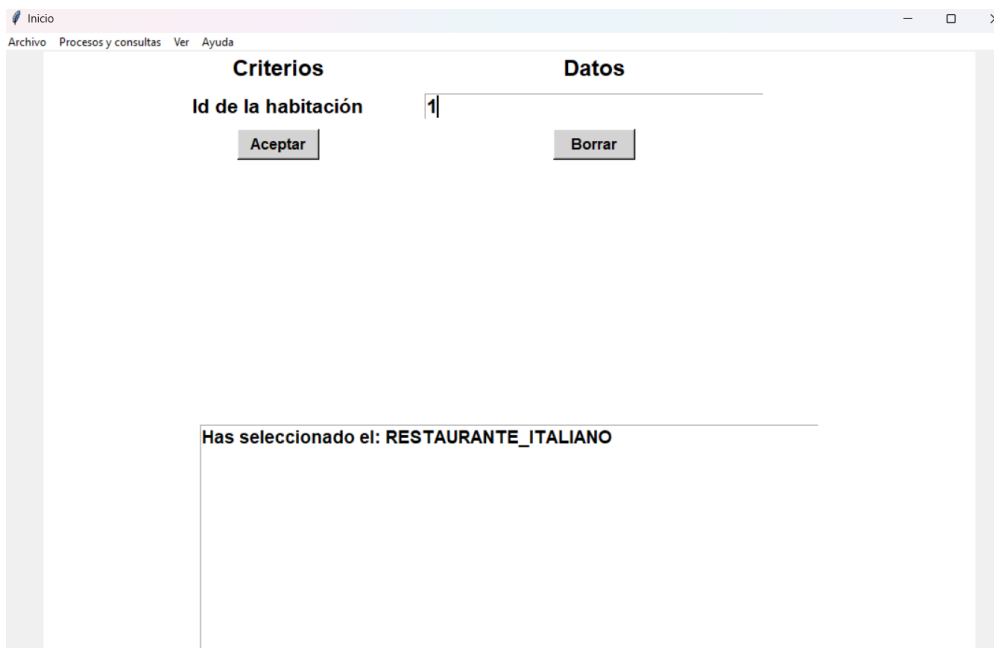 Inicio
Archivo Procesos y consultas Ver Ayuda
Criterios Datos
Id de la habitación 1
Aceptar Borrar
Has seleccionado el: RESTAURANTE_ITALIANO